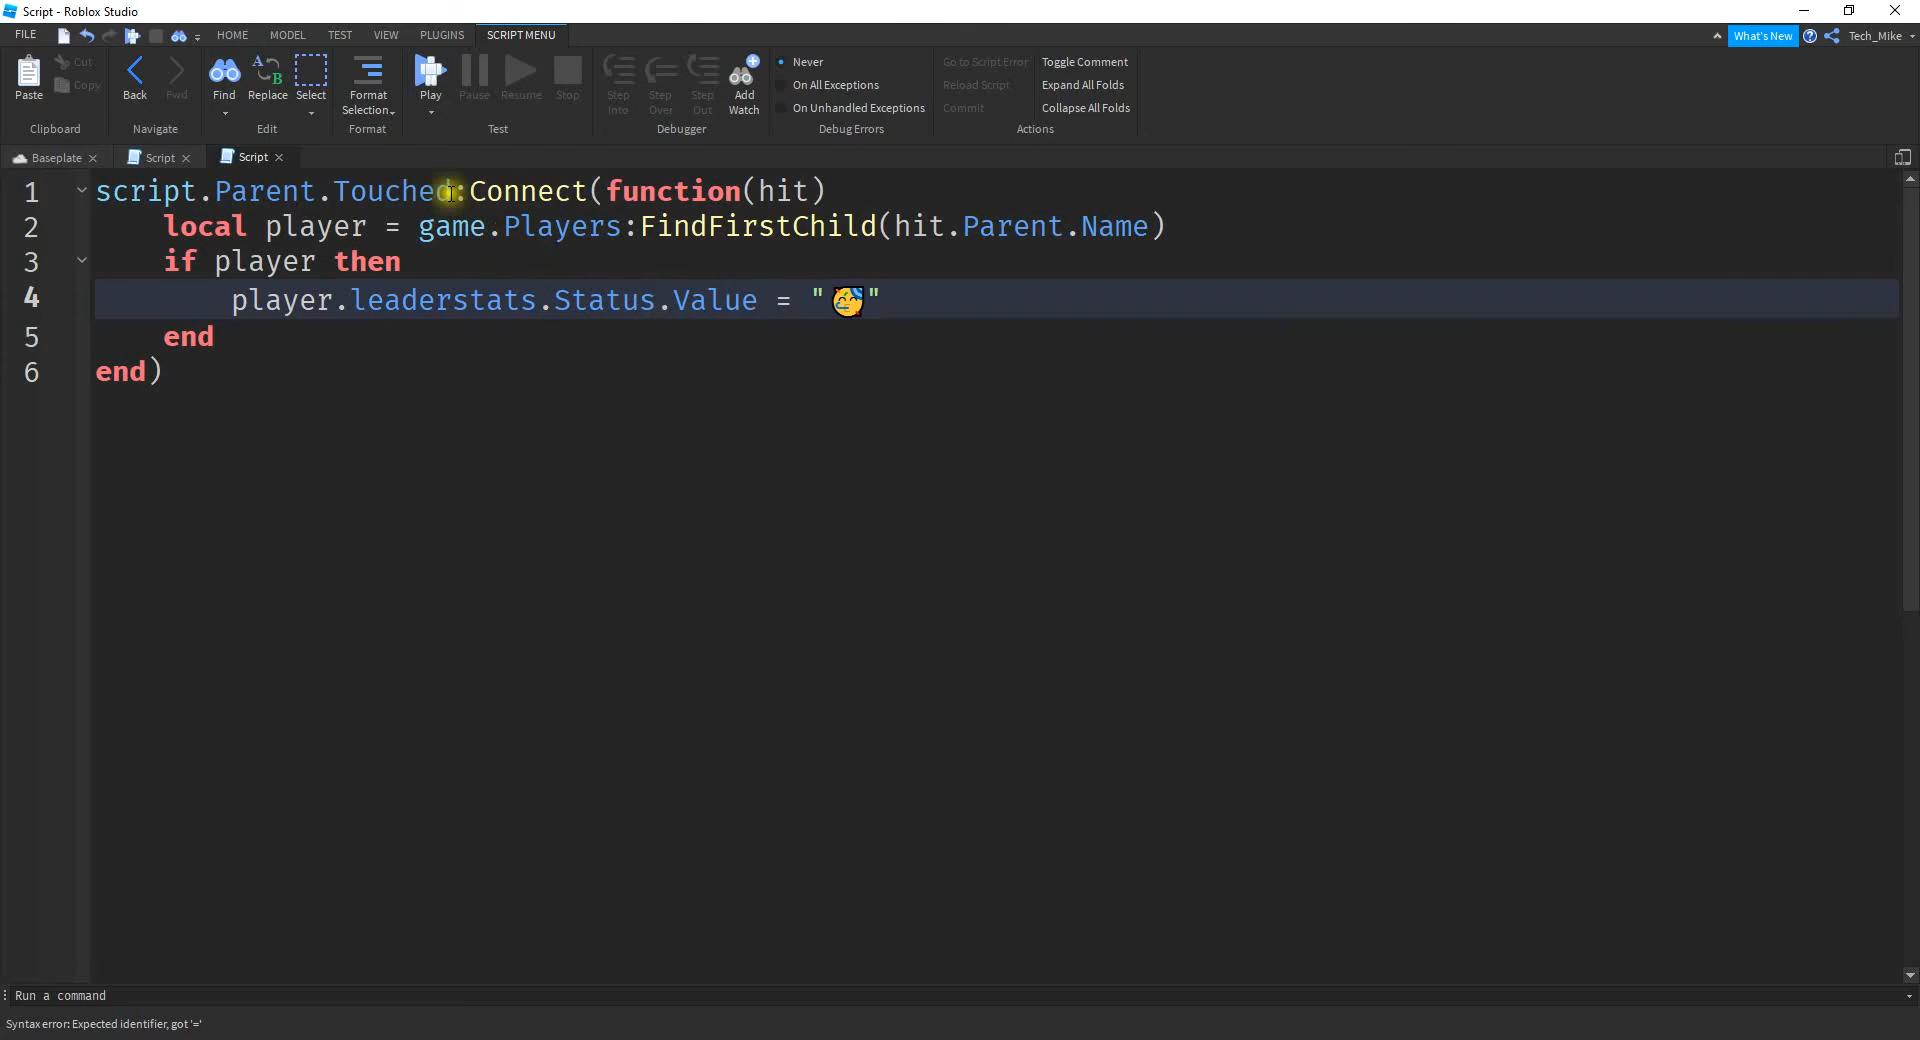 Script - Roblox Studio
FILE HOME MODEL TEST VIEW PLUGINS SCRIPT MENU What's New Tech_Mike
Paste Cut Copy
Clipboard
Back Fwd
Navigate
Find Replace Select
Edit
Format Selection
Format
Play Pause Resume Stop
Test
Step Into Step Over Step Out Add Watch
Debugger
Never
On All Exceptions
On Unhandled Exceptions
Debug Errors
Go to Script Error Toggle Comment
Reload Script Expand All Folds
Commit Collapse All Folds
Actions
Baseplate Script Script
1 script.Parent.Touched:Connect(function(hit)
2 local player = game.Players:FindFirstChild(hit.Parent.Name)
3 if player then
4 player.leaderstats.Status.Value = "🥳"
5 end
6 end)
Run a command
Syntax error: Expected identifier, got '='